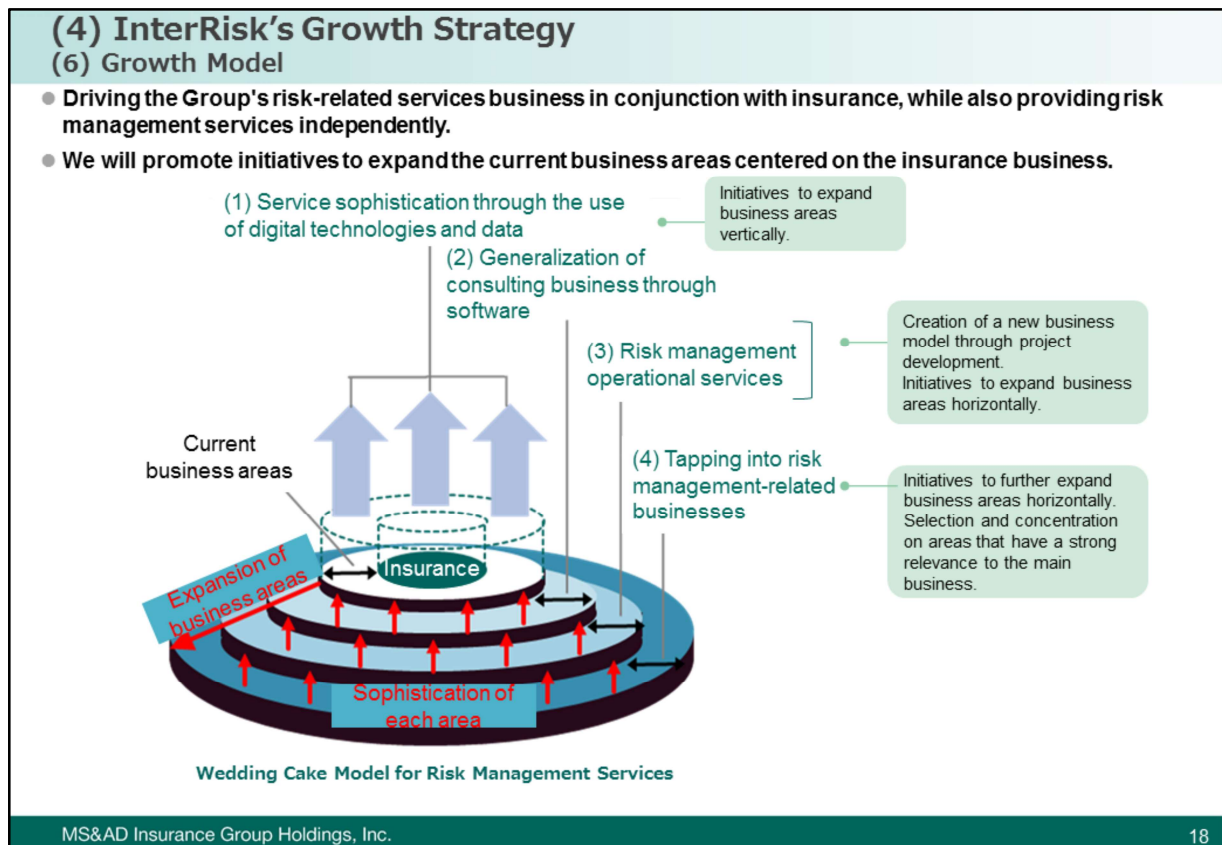 (4) InterRisk's Growth Strategy
(6) Growth Model
Driving the Group's risk-related services business in conjunction with insurance, while also providing risk
management services independently.
We will promote initiatives to expand the current business areas centered on the insurance business.
(1) Service sophistication through the use
of digital technologies and data
Initiatives to expand
business areas
vertically.
(2) Generalization of
consulting business through
software
(3) Risk management
operational services
Creation of a new business
model through project
development.
Initiatives to expand business
areas horizontally.
Current
business areas
(4) Tapping into risk
management-related
businesses
Initiatives to further expand
business areas horizontally.
Selection and concentration
on areas that have a strong
relevance to the main
business.
Insurance
Expansion of
business areas
Sophistication of
each area
Wedding Cake Model for Risk Management Services
MS&AD Insurance Group Holdings, Inc.
18